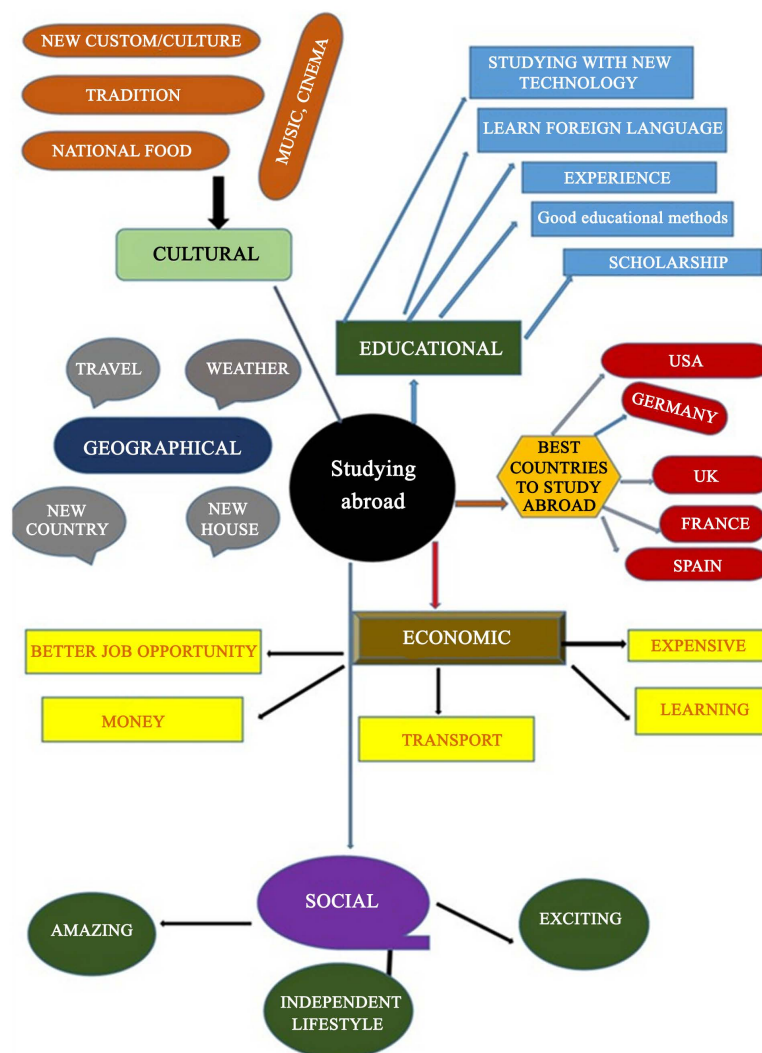 NEW CUSTOM/CULTURE
TRADITION
NATIONAL FOOD
MUSIC, CINEMA
CULTURAL
STUDYING WITH NEW
TECHNOLOGY
LEARN FOREIGN LANGUAGE
EXPERIENCE
Good educational methods
SCHOLARSHIP
EDUCATIONAL
TRAVEL
WEATHER
GEOGRAPHICAL
NEW
COUNTRY
NEW
HOUSE
Studying
abroad
BEST
COUNTRIES
TO STUDY
ABROAD
USA
GERMANY
UK
FRANCE
SPAIN
ECONOMIC
BETTER JOB OPPORTUNITY
MONEY
TRANSPORT
EXPENSIVE
LEARNING
SOCIAL
AMAZING
EXCITING
INDEPENDENT
LIFESTYLE